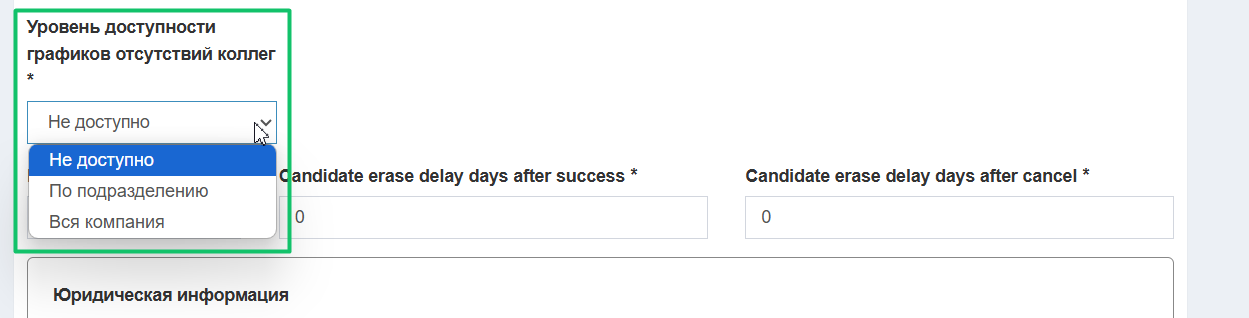 Уровень доступности
графиков отсутствий коллег
*
Не доступно
Не доступно
По подразделению
Вся компания
Candidate erase delay days after success *
0
Candidate erase delay days after cancel *
0
Юридическая информация